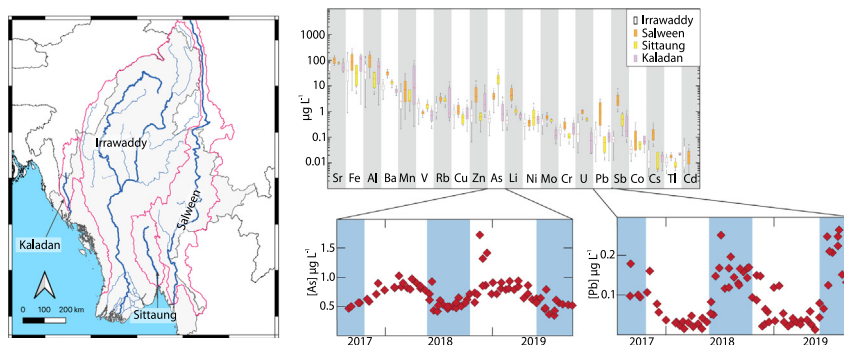 Irrawaddy
Salween
Kaladan
Sittaung
0 100 200 km
μg L⁻¹
1000
100
10
1
0.1
0.01
Irrawaddy
Salween
Sittaung
Kaladan
Sr Fe Al Ba Mn V Rb Cu Zn As Li Ni Mo Cr U Pb Sb Co Cs Tl Cd
[As] μg L⁻¹
1.5
1.0
0.5
2017 2018 2019
[Pb] μg L⁻¹
0.2
0.1
2017 2018 2019